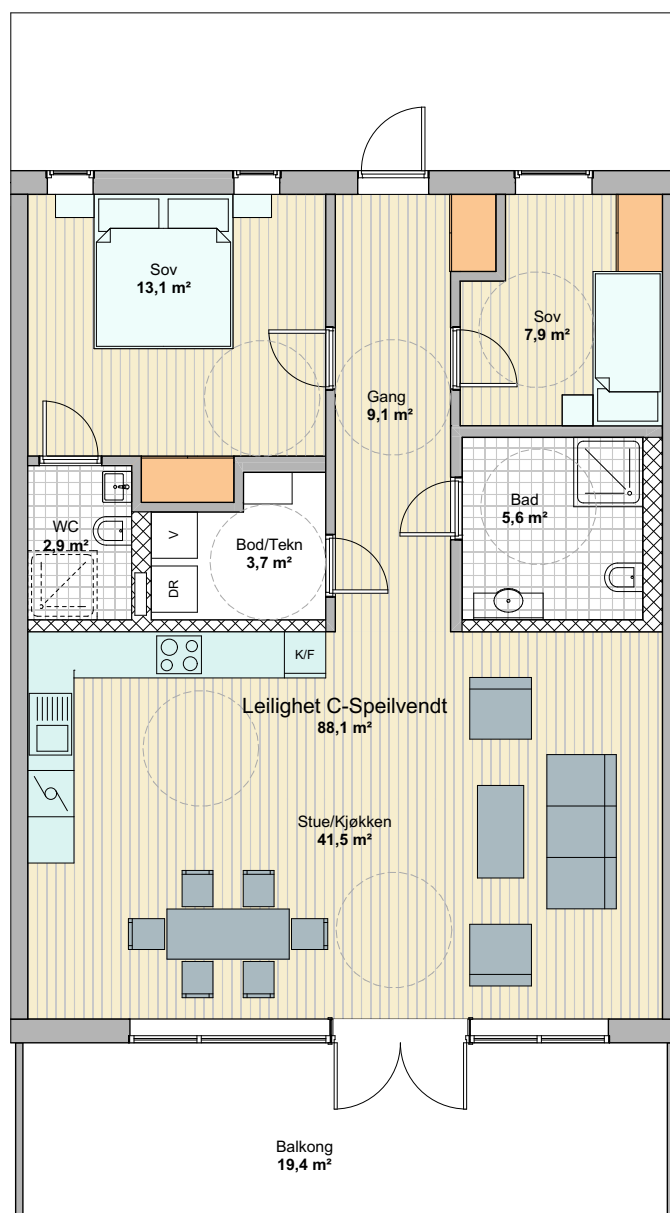 Sov
13,1 m²
Sov
7,9 m²
Gang
9,1 m²
WC
2,9 m²
V
DR
Bod/Tekn
3,7 m²
Bad
5,6 m²
K/F
Leilighet C-Speilvendt
88,1 m²
Stue/Kjøkken
41,5 m²
Balkong
19,4 m²